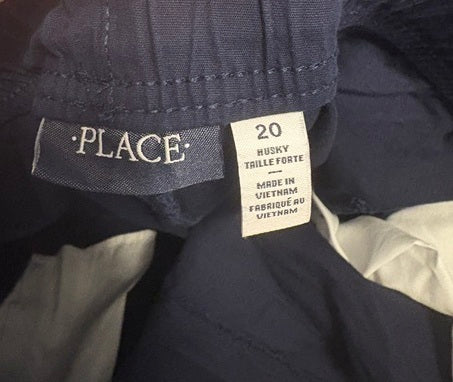 ·PLACE·
20
HUSKY
TAILLE FORTE
—
MADE IN
VIETNAM
FABRIQUÉ AU
VIETNAM